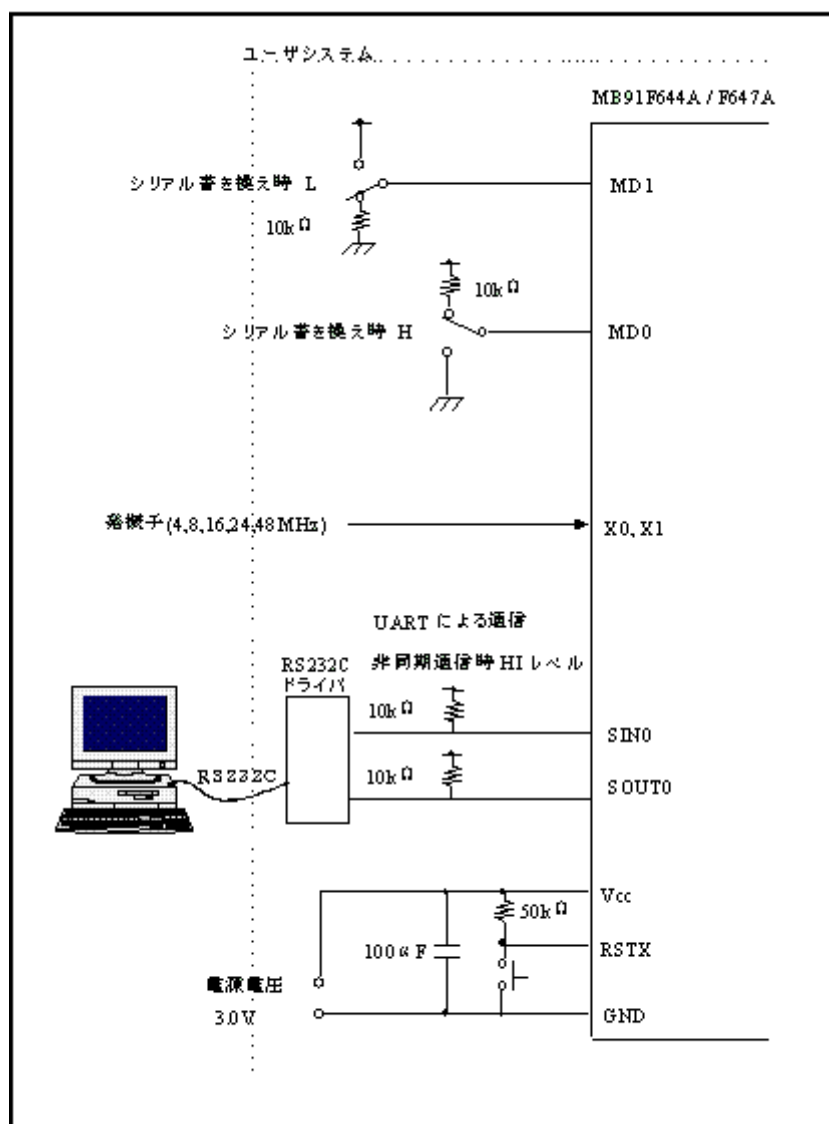 ユーザシステム
MB91F644A / F647A
シリアル書き換え時 L
MD1
10kΩ
10kΩ
シリアル書き換え時 H
MD0
発振子(4,8,16,24,48MHz)
X0, X1
UART による通信
RS232C
ドライバ
非同期通信時 HI レベル
10kΩ
SIN0
RS232C
10kΩ
SOUT0
Vcc
50kΩ
100αF
RSTX
電源電圧
3.0V
GND